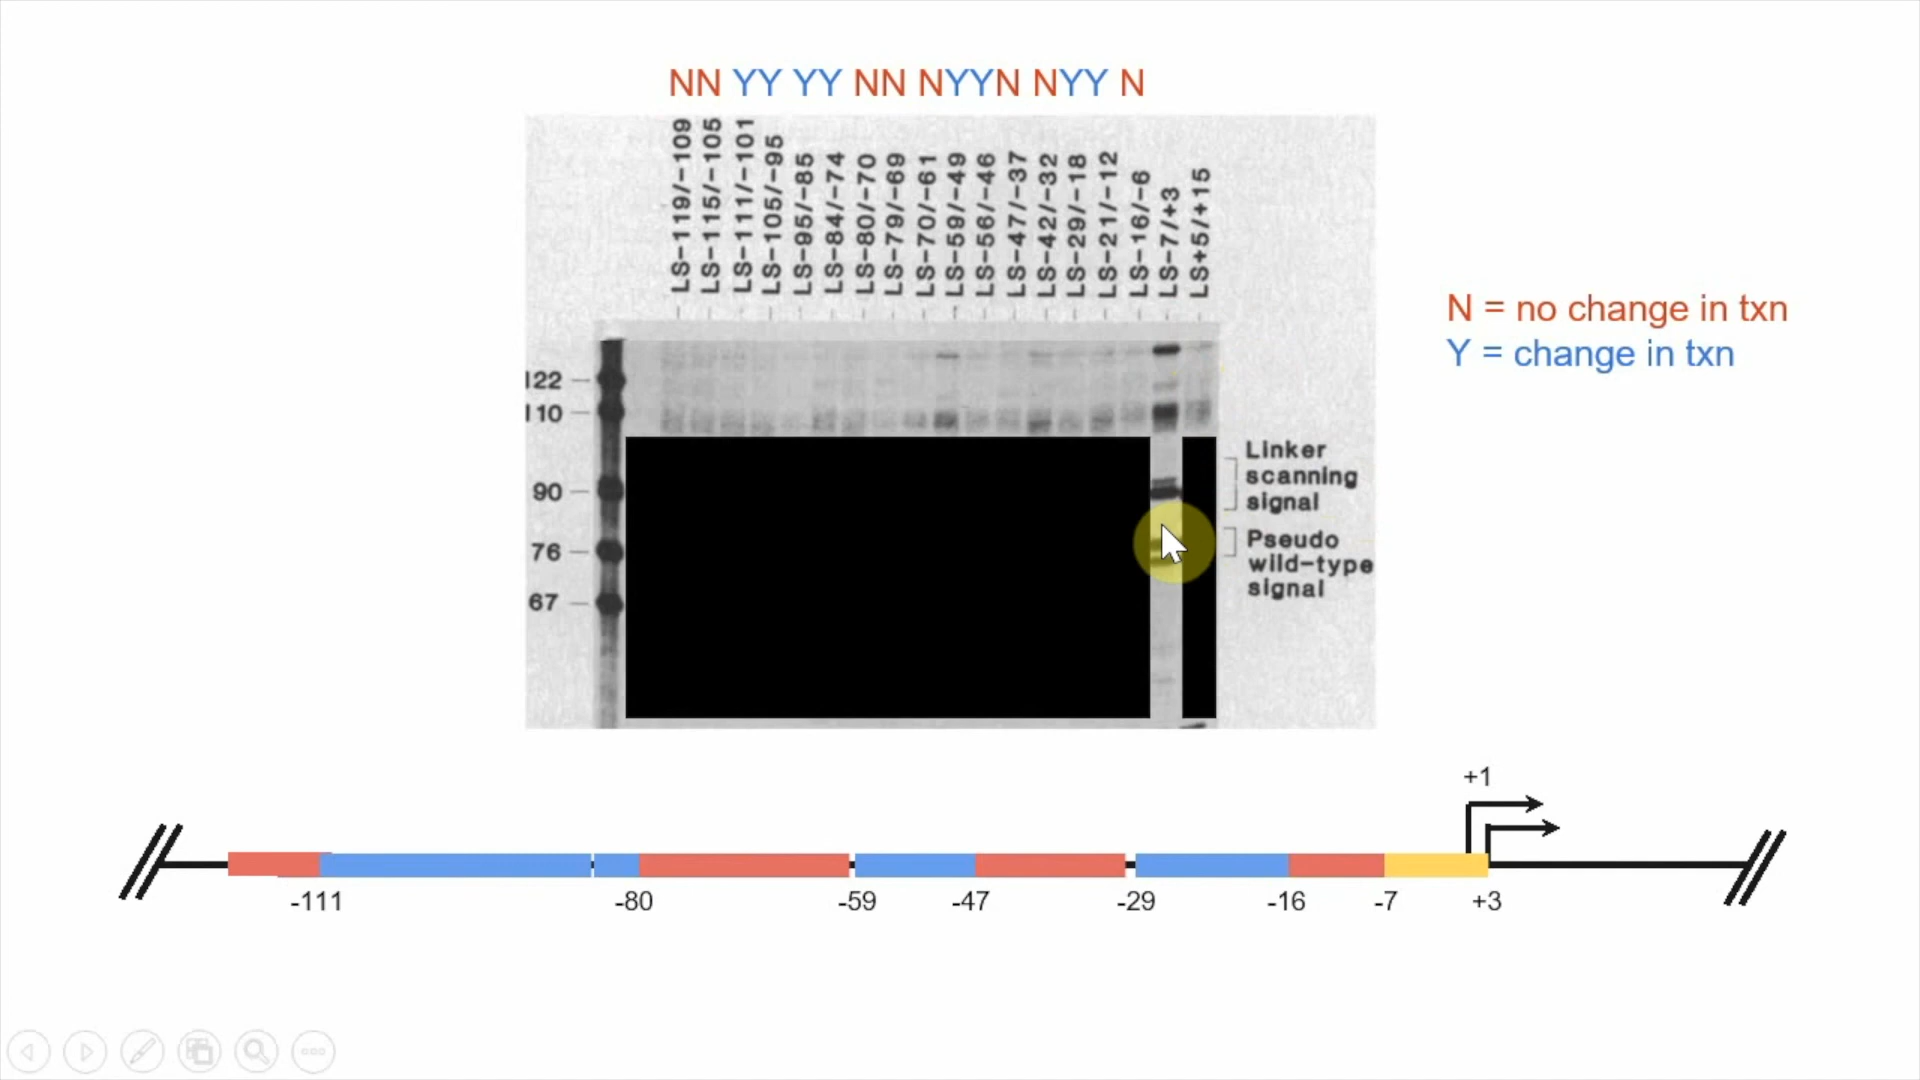 NN YY YY NN NYYN NYY N
LS-119/-109
LS-115/-105
LS-111/-101
LS-105/-95
LS-95/-85
LS-84/-74
LS-80/-70
LS-79/-69
LS-70/-61
LS-59/-49
LS-56/-46
LS-47/-37
LS-42/-32
LS-29/-18
LS-21/-12
LS-16/-6
LS-7/+3
LS+5/+15
N = no change in txn
Y = change in txn
122
110
90
76
67
Linker
scanning
signal
Pseudo
wild-type
signal
+1
-111 -80 -59 -47 -29 -16 -7 +3